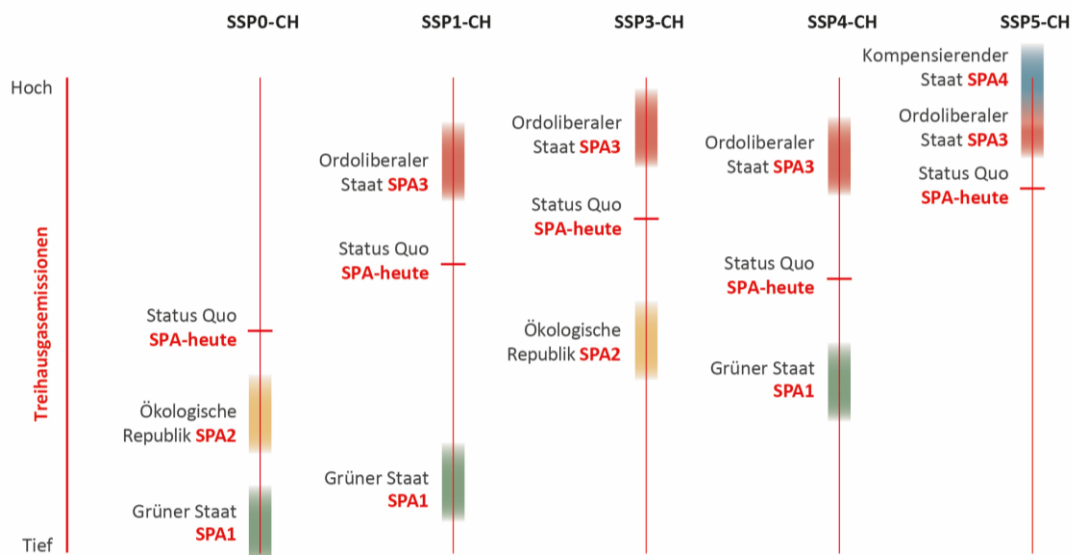 SSP0-CH
SSP1-CH
SSP3-CH
SSP4-CH
SSP5-CH
Hoch
Treihausgasemissionen
Tief
Status Quo
SPA-heute
Ökologische
Republik SPA2
Grüner Staat
SPA1
Ordoliberaler
Staat SPA3
Status Quo
SPA-heute
Grüner Staat
SPA1
Ordoliberaler
Staat SPA3
Status Quo
SPA-heute
Ökologische
Republik SPA2
Ordoliberaler
Staat SPA3
Status Quo
SPA-heute
Grüner Staat
SPA1
Kompensierender
Staat SPA4
Ordoliberaler
Staat SPA3
Status Quo
SPA-heute